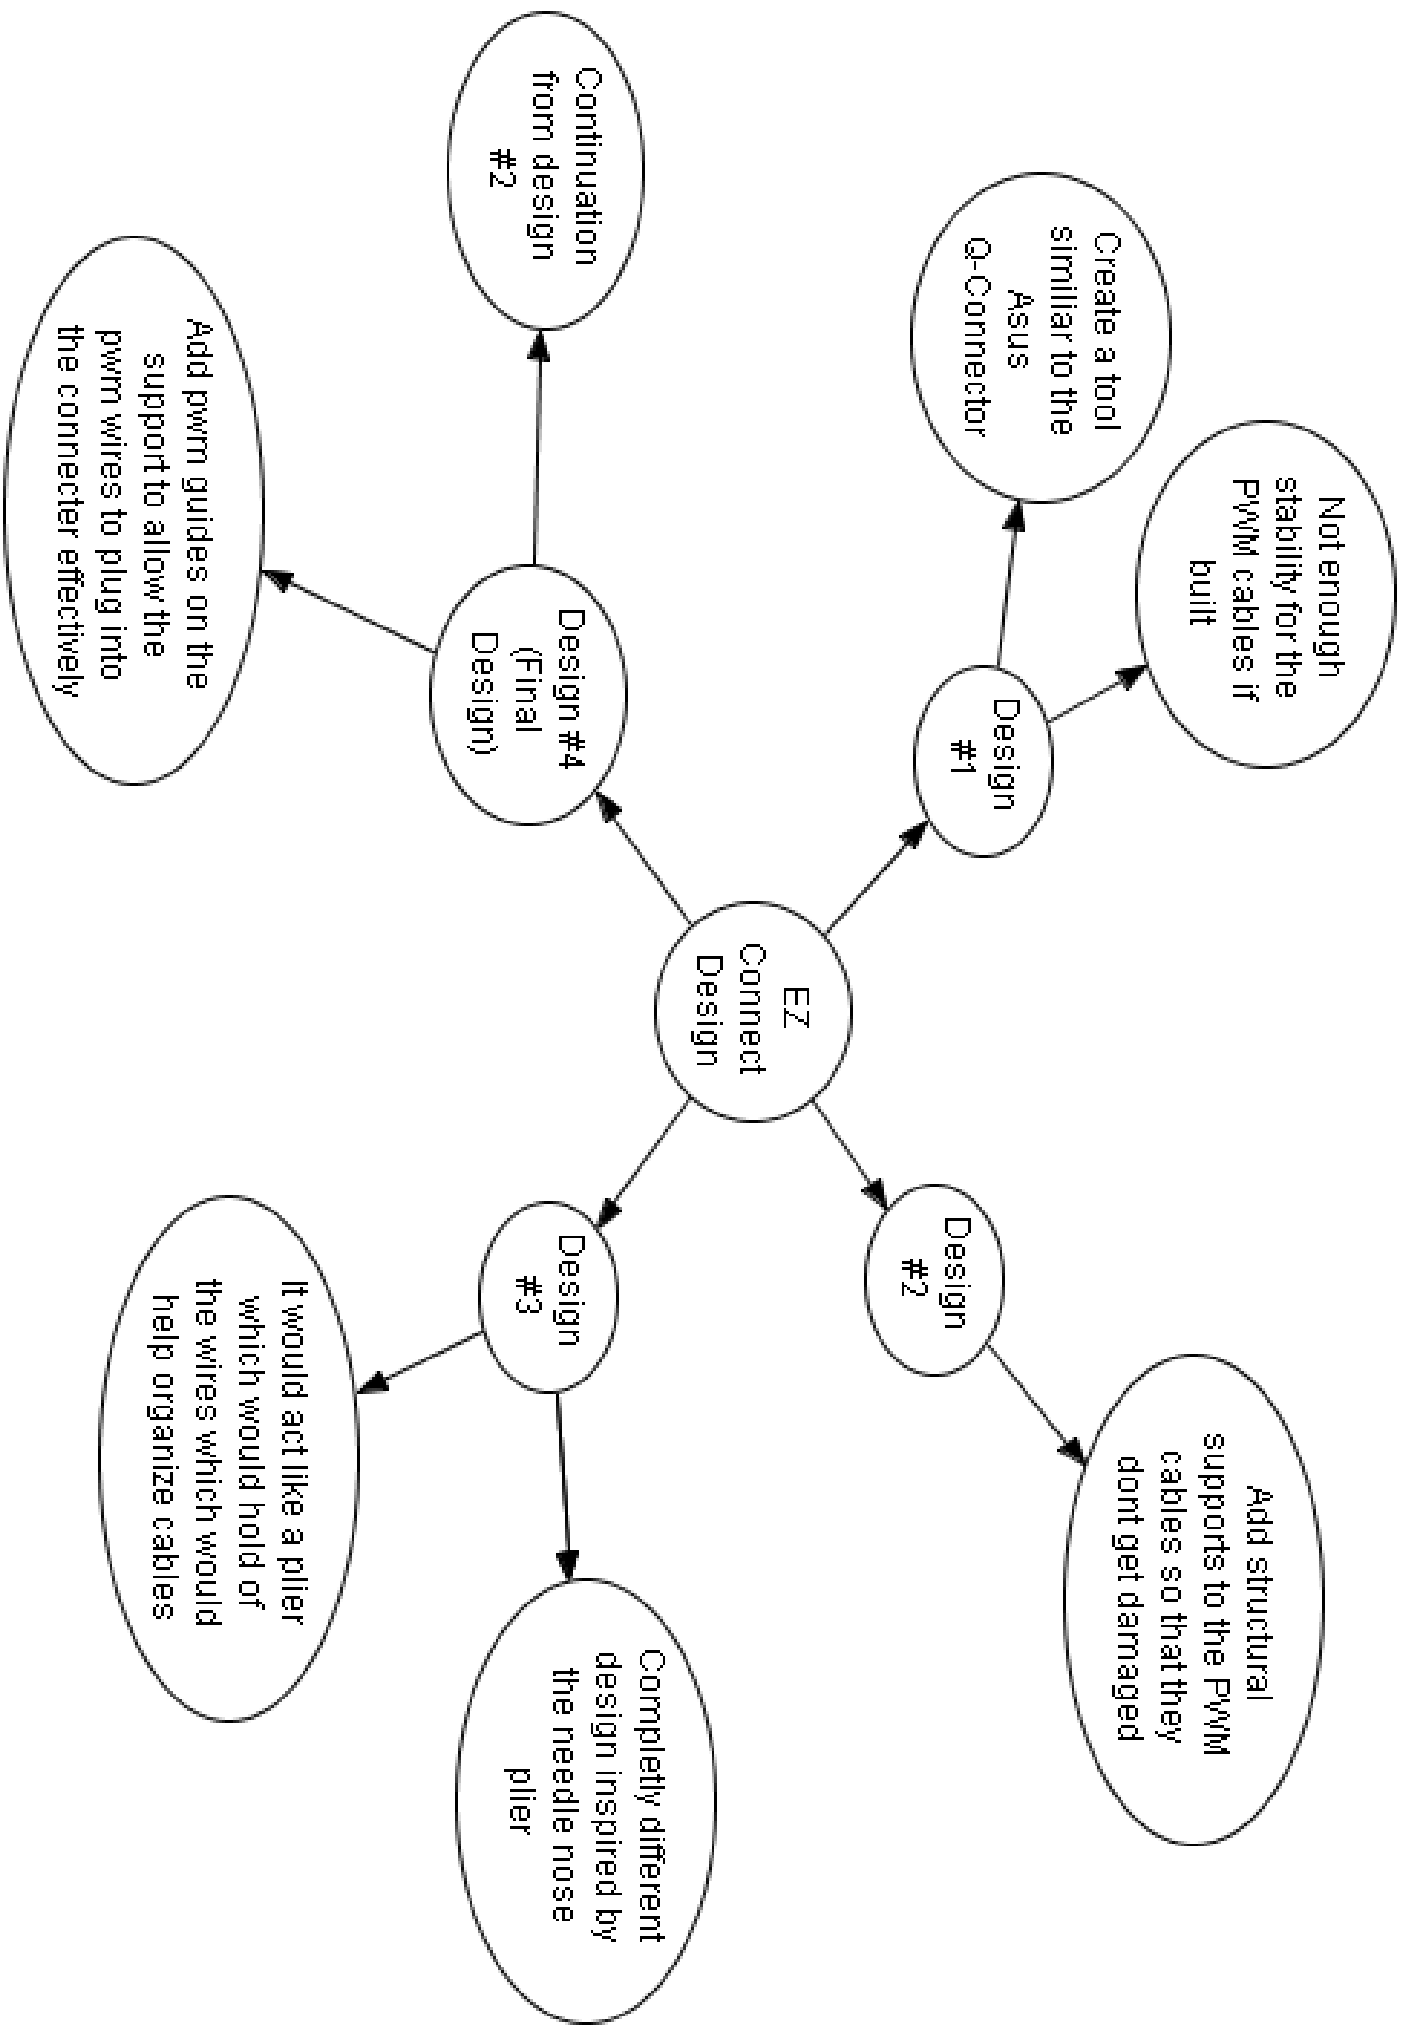 Not enough
stability for the
PWM cables if
built
Create a tool
similiar to the
Asus
Q-Connector
Design
#1
Add structural
supports to the PWM
cables so that they
dont get damaged
Design
#2
EZ
Connect
Design
Continuation
from design
#2
Design #4
(Final
Design)
Add pwm guides on the
support to allow the
pwm wires to plug into
the connecter effectively
Design
#3
Completly different
design inspired by
the needle nose
plier
It would act like a plier
which would hold of
the wires which would
help organize cables